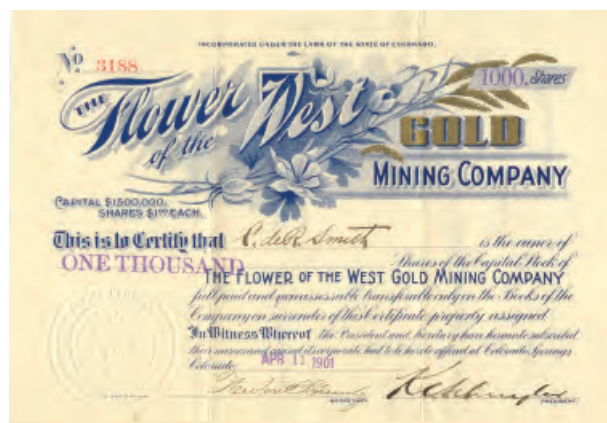 INCORPORATED UNDER THE LAWS OF THE STATE OF COLORADO.
No 3188
1000. Shares
THE Flower of the West GOLD
MINING COMPANY
CAPITAL $1,500,000.
SHARES $1.00 EACH.
This is to Certify that C. deR. Smith is the owner of
ONE THOUSAND Shares of the Capital Stock of
THE FLOWER OF THE WEST GOLD MINING COMPANY
full paid and nonassessable transferable only on the Books of the
Company on surrender of this Certificate properly assigned.
In Witness Whereof the President and Secretary have hereunto subscribed
their names and caused its corporate seal to be hereto affixed at Colorado Springs
Colorado. APR 11 1901
SECRETARY. PRESIDENT.